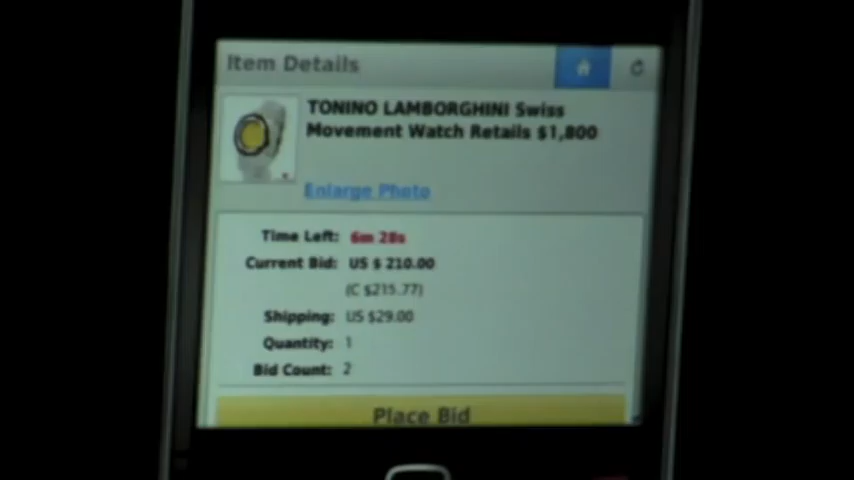 Item Details
TONINO LAMBORGHINI Swiss
Movement Watch Retails $1,800
Enlarge Photo
Time Left: 6m 28s
Current Bid: US $ 210.00
(C $215.77)
Shipping: US $29.00
Quantity: 1
Bid Count: 2
Place Bid